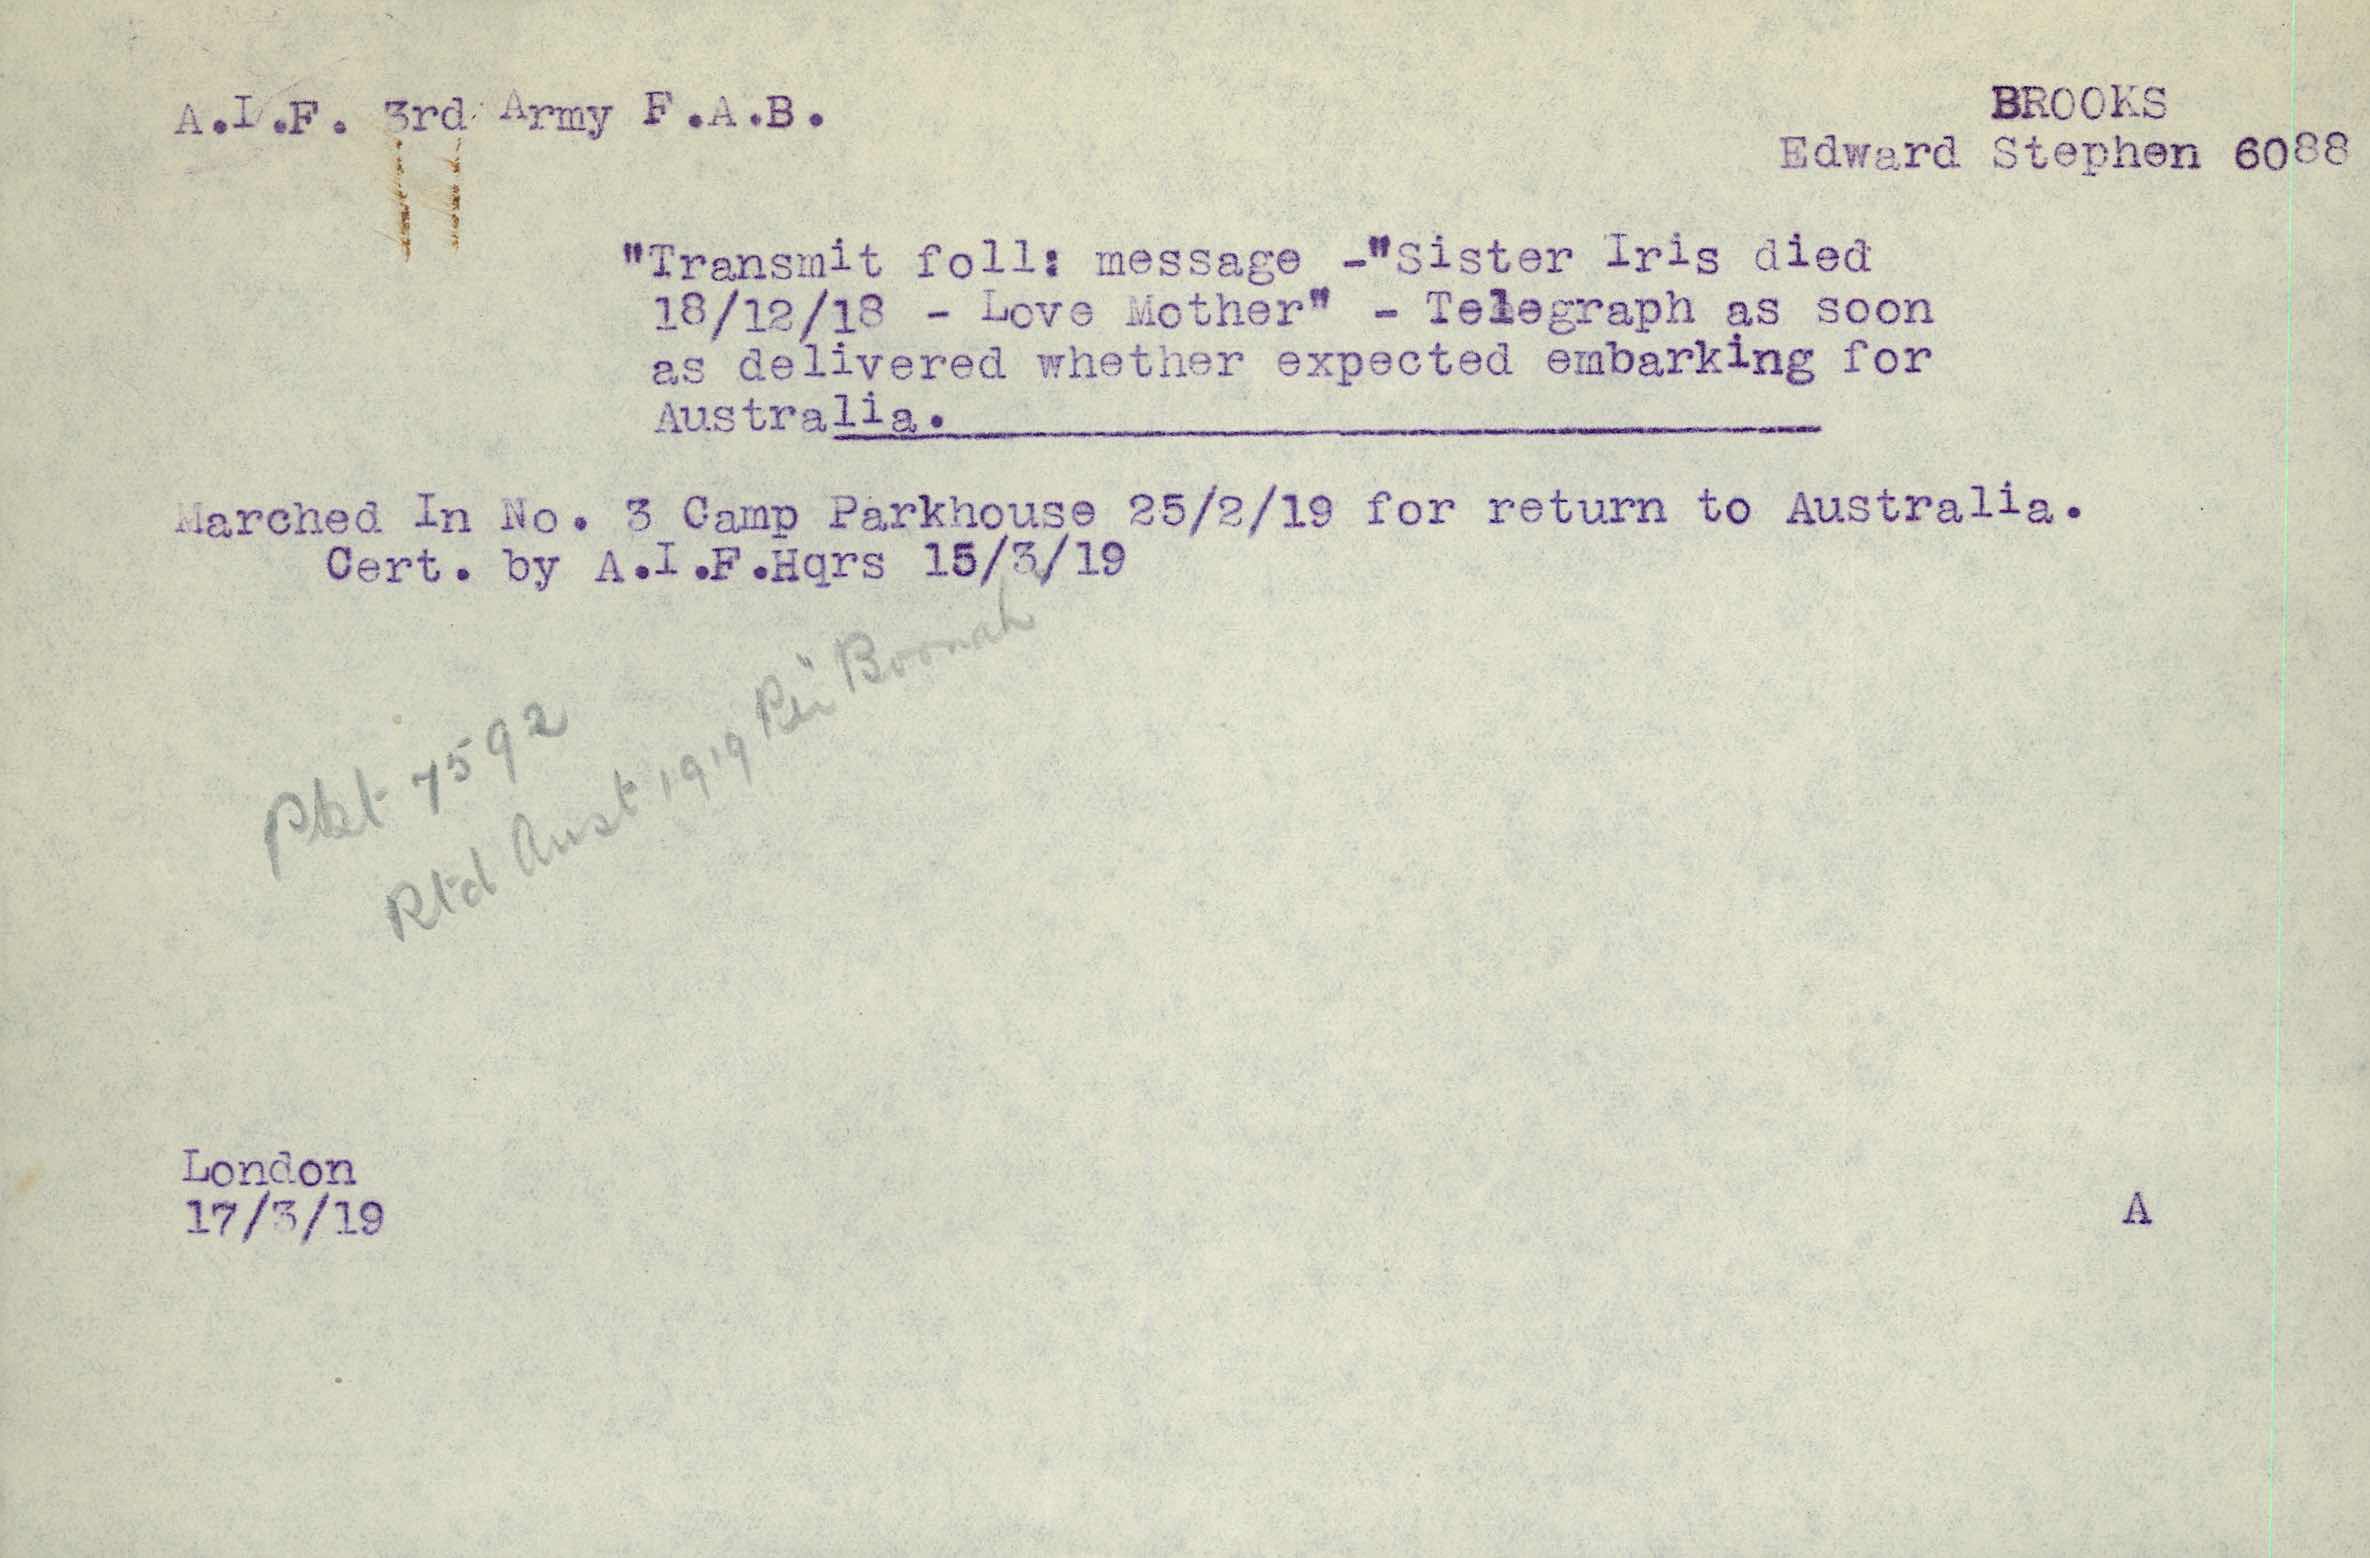 A.I.F. 3rd Army F.A.B.
BROOKS
Edward Stephen 6088
"Transmit foll: message -"Sister Iris died
18/12/18 - Love Mother" - Telegraph as soon
as delivered whether expected embarking for
Australia.
Marched In No. 3 Camp Parkhouse 25/2/19 for return to Australia.
Cert. by A.I.F.Hqrs 15/3/19
Pkt 7592
Rtd Aust 1919 Per "Boonah
London
17/3/19
A